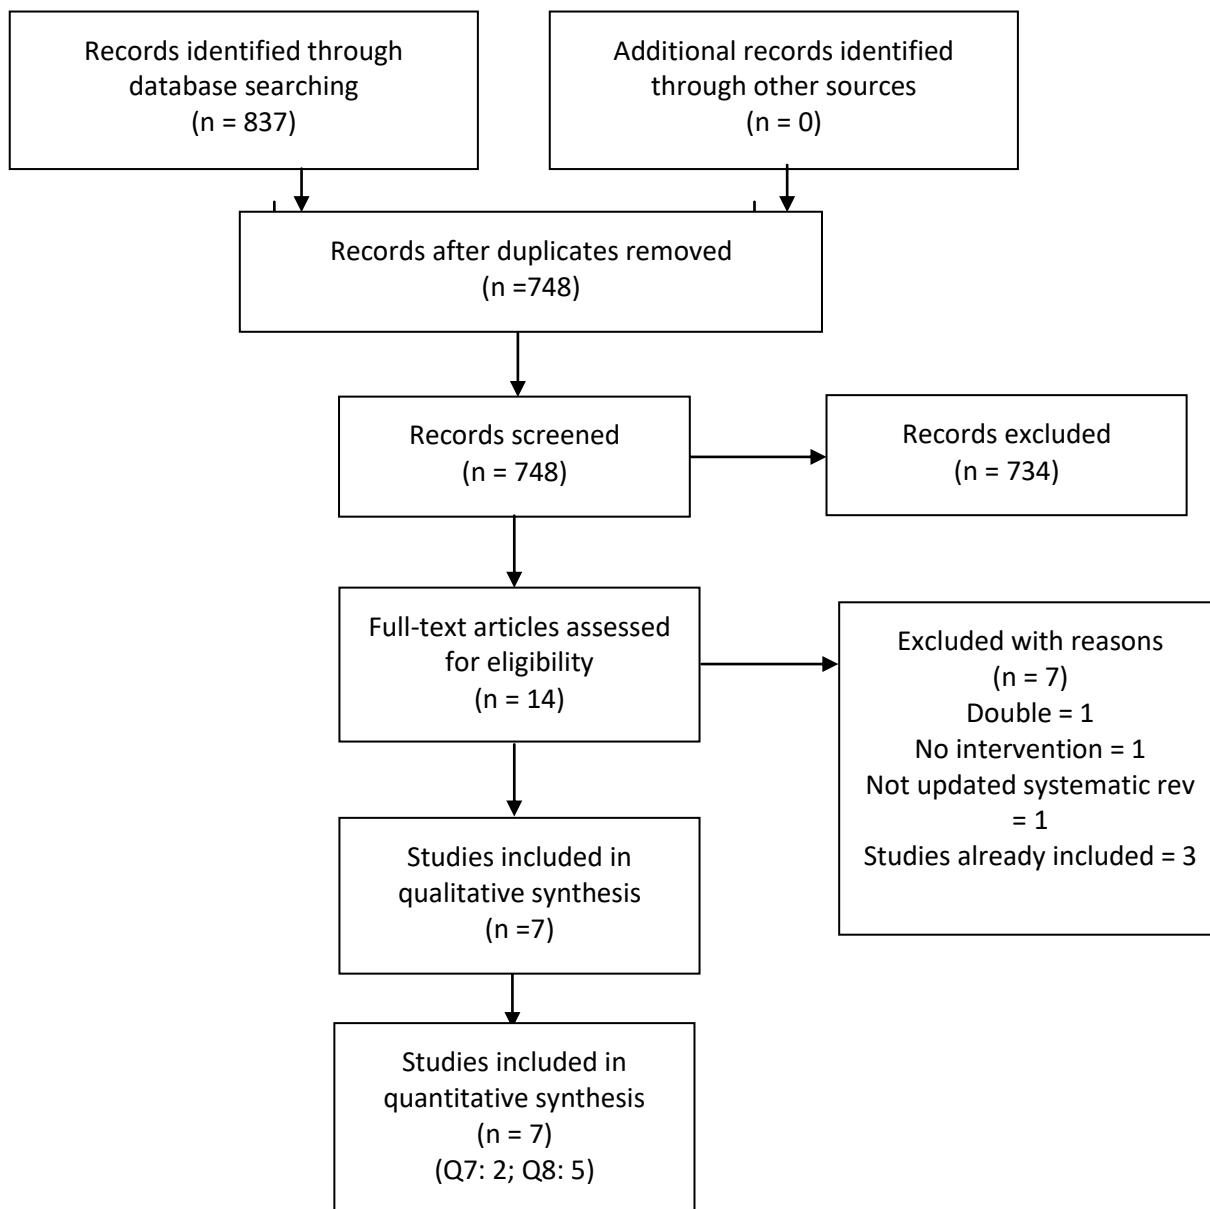 Records identified through
database searching
(n = 837)
Additional records identified
through other sources
(n = 0)
Records after duplicates removed
(n =748)
Records screened
(n = 748)
Records excluded
(n = 734)
Full-text articles assessed
for eligibility
(n = 14)
Excluded with reasons
(n = 7)
Double = 1
No intervention = 1
Not updated systematic rev
= 1
Studies already included = 3
Studies included in
qualitative synthesis
(n =7)
Studies included in
quantitative synthesis
(n = 7)
(Q7: 2; Q8: 5)